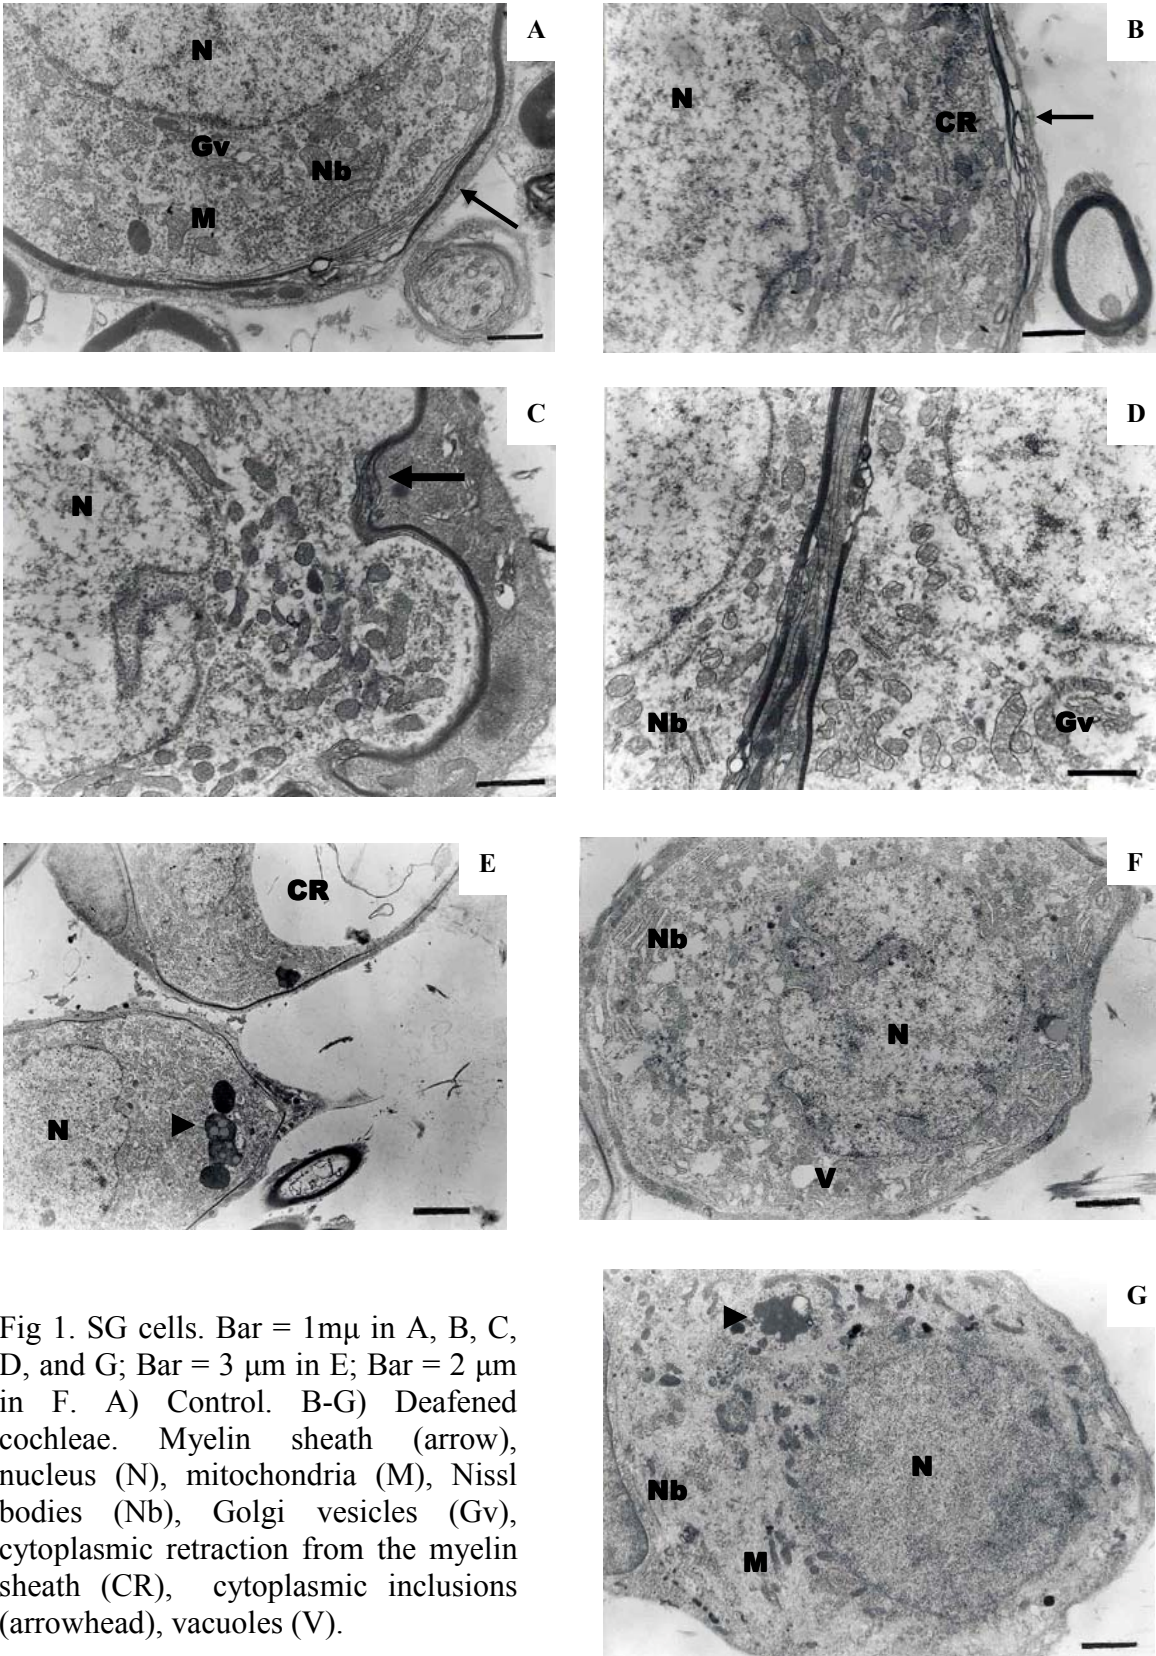 A
N
Gv
Nb
M
B
N
CR
C
N
D
Nb
Gv
E
CR
N
F
Nb
N
V
G
N
Nb
M
Fig 1. SG cells. Bar = 1mμ in A, B, C,
D, and G; Bar = 3 μm in E; Bar = 2 μm
in F. A) Control. B-G) Deafened
cochleae. Myelin sheath (arrow),
nucleus (N), mitochondria (M), Nissl
bodies (Nb), Golgi vesicles (Gv),
cytoplasmic retraction from the myelin
sheath (CR), cytoplasmic inclusions
(arrowhead), vacuoles (V).